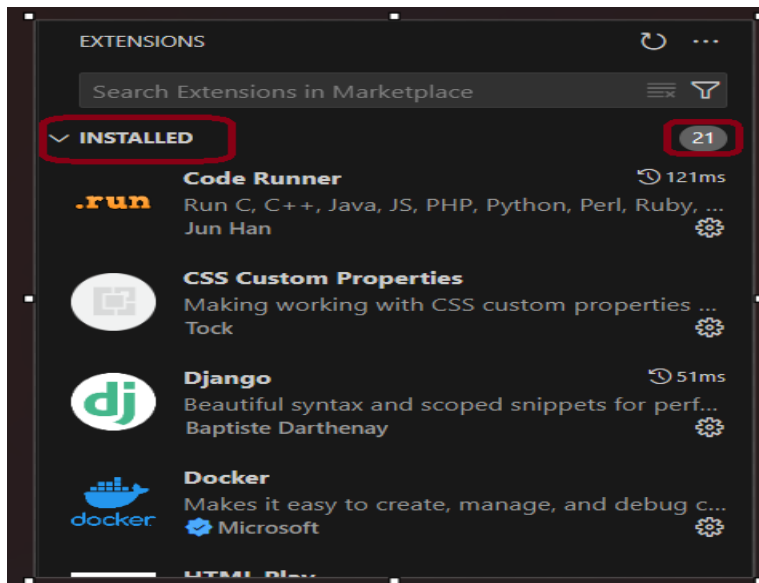 EXTENSIONS
Search Extensions in Marketplace
INSTALLED 21
Code Runner 121ms
.run
Run C, C++, Java, JS, PHP, Python, Perl, Ruby, ...
Jun Han
CSS Custom Properties
Making working with CSS custom properties ...
Tock
Django 51ms
dj
Beautiful syntax and scoped snippets for perf...
Baptiste Darthenay
Docker
Makes it easy to create, manage, and debug c...
docker
Microsoft
HTML Play